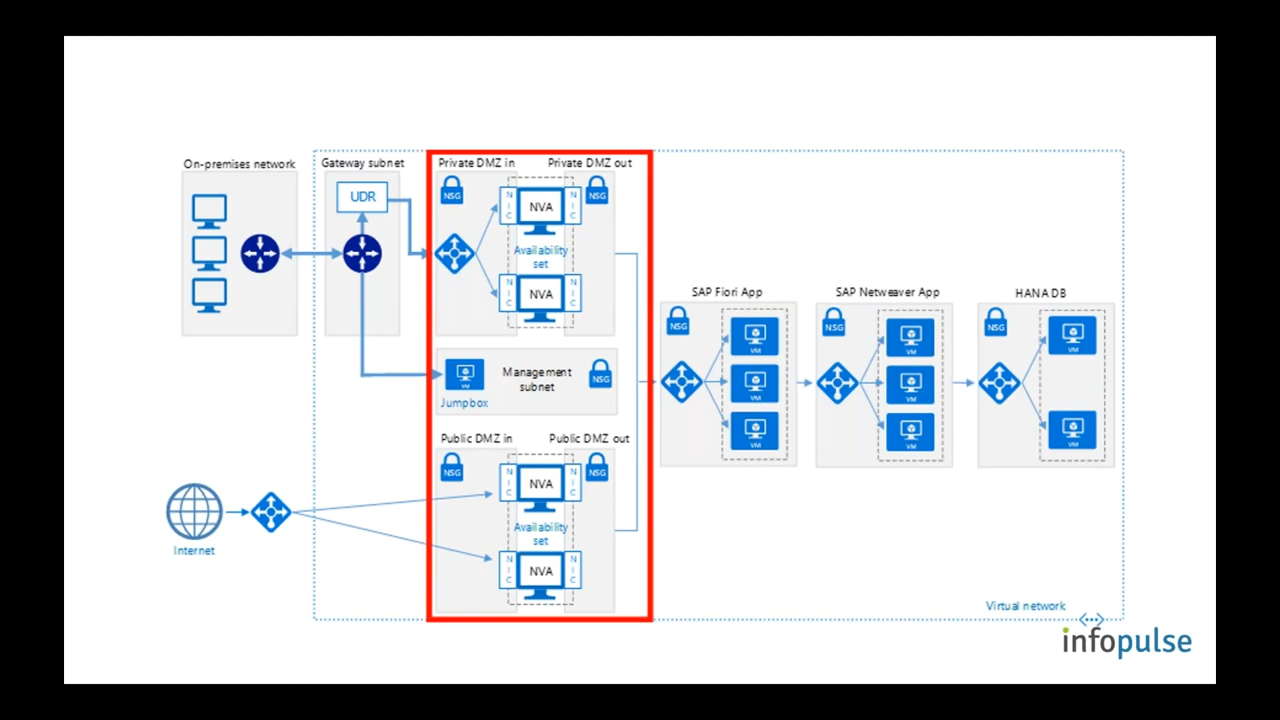 On-premises network
Gateway subnet
Private DMZ in
Private DMZ out
UDR
NSG
NIC
NVA
NIC
NSG
Availability
set
NIC
NVA
NIC
SAP Fiori App
SAP Netweaver App
HANA DB
NSG
VM
VM
VM
NSG
VM
VM
VM
NSG
VM
VM
VM
Jumpbox
Management
subnet
NSG
Public DMZ in
Public DMZ out
NSG
NIC
NVA
NIC
NSG
Availability
set
NIC
NVA
NIC
Internet
Virtual network
infopulse